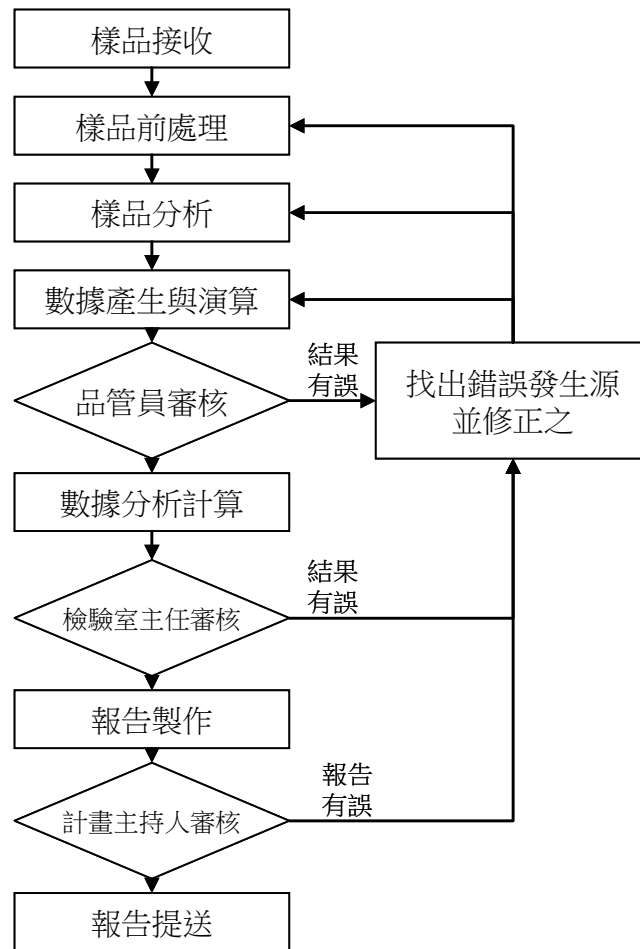 樣品接收
樣品前處理
樣品分析
數據產生與演算
結果
有誤
品管員審核
找出錯誤發生源
並修正之
數據分析計算
結果
有誤
檢驗室主任審核
報告製作
報告
有誤
計畫主持人審核
報告提送